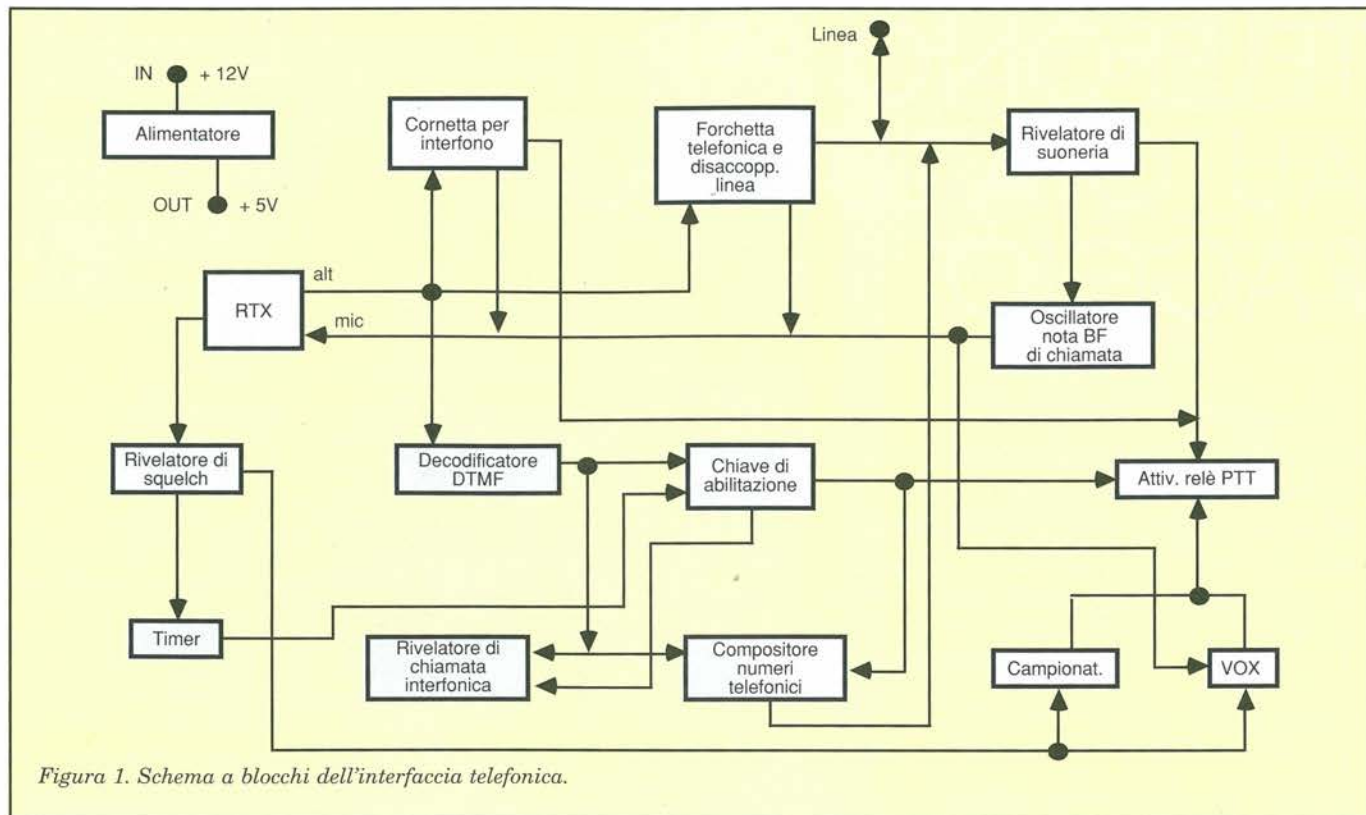 Linea
IN
+ 12V
Alimentatore
OUT
+ 5V
Cornetta per
interfono
Forchetta
telefonica e
disaccopp.
linea
Rivelatore di
suoneria
RTX
alt
mic
Oscillatore
nota BF
di chiamata
Rivelatore di
squelch
Decodificatore
DTMF
Chiave di
abilitazione
Attiv. relè PTT
Timer
Rivelatore di
chiamata
interfonica
Compositore
numeri
telefonici
Campionat.
VOX
Figura 1. Schema a blocchi dell'interfaccia telefonica.